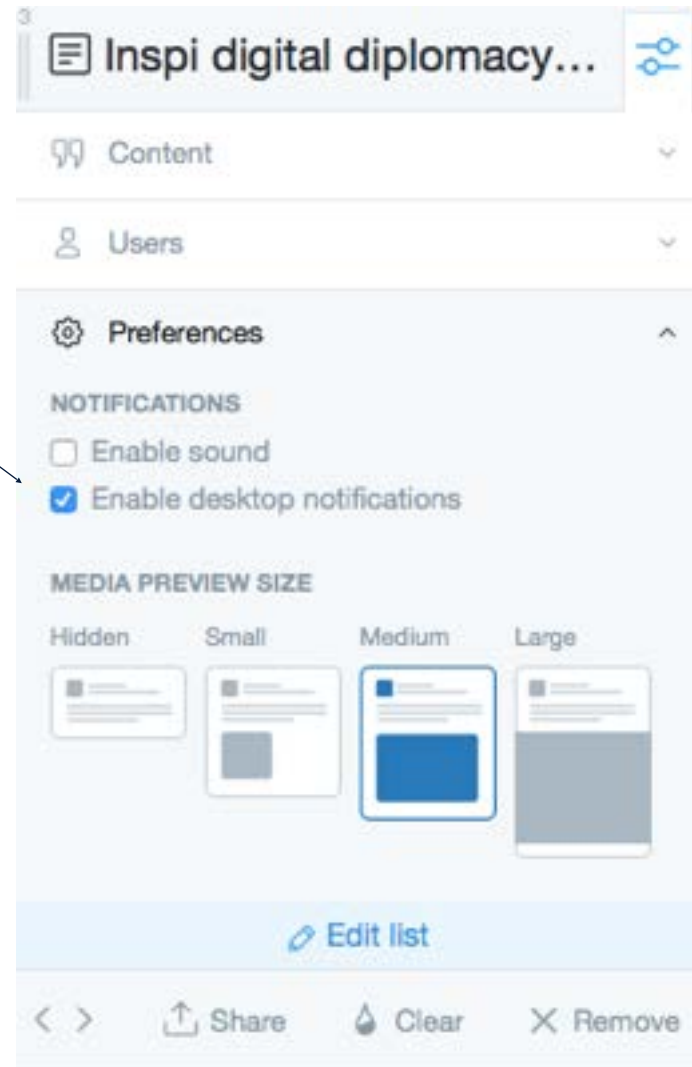 3
Inspi digital diplomacy...
Content
Users
Preferences
NOTIFICATIONS
Enable sound
Enable desktop notifications
MEDIA PREVIEW SIZE
Hidden Small Medium Large
Edit list
< > Share Clear Remove